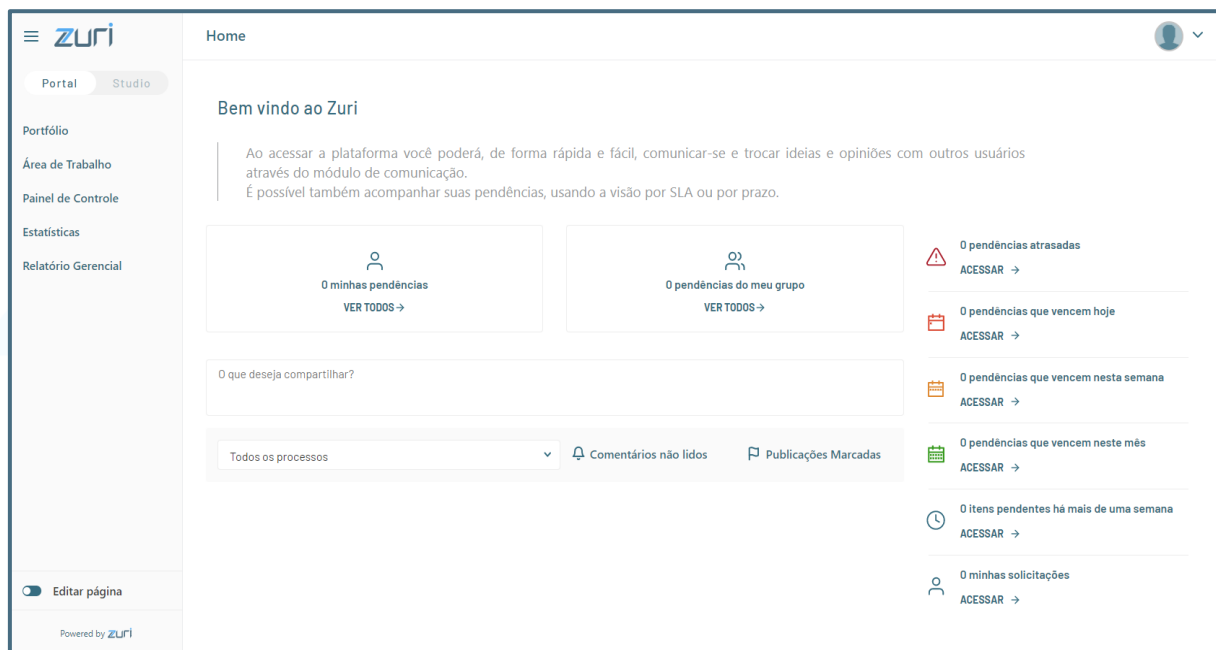 zuri
Home
Portal Studio
Portfólio
Área de Trabalho
Painel de Controle
Estatísticas
Relatório Gerencial
Editar página
Powered by zuri
Bem vindo ao Zuri
Ao acessar a plataforma você poderá, de forma rápida e fácil, comunicar-se e trocar ideias e opiniões com outros usuários
através do módulo de comunicação.
É possível também acompanhar suas pendências, usando a visão por SLA ou por prazo.
0 minhas pendências
VER TODOS →
0 pendências do meu grupo
VER TODOS →
O que deseja compartilhar?
Todos os processos
Comentários não lidos
Publicações Marcadas
0 pendências atrasadas
ACESSAR →
0 pendências que vencem hoje
ACESSAR →
0 pendências que vencem nesta semana
ACESSAR →
0 pendências que vencem neste mês
ACESSAR →
0 itens pendentes há mais de uma semana
ACESSAR →
0 minhas solicitações
ACESSAR →